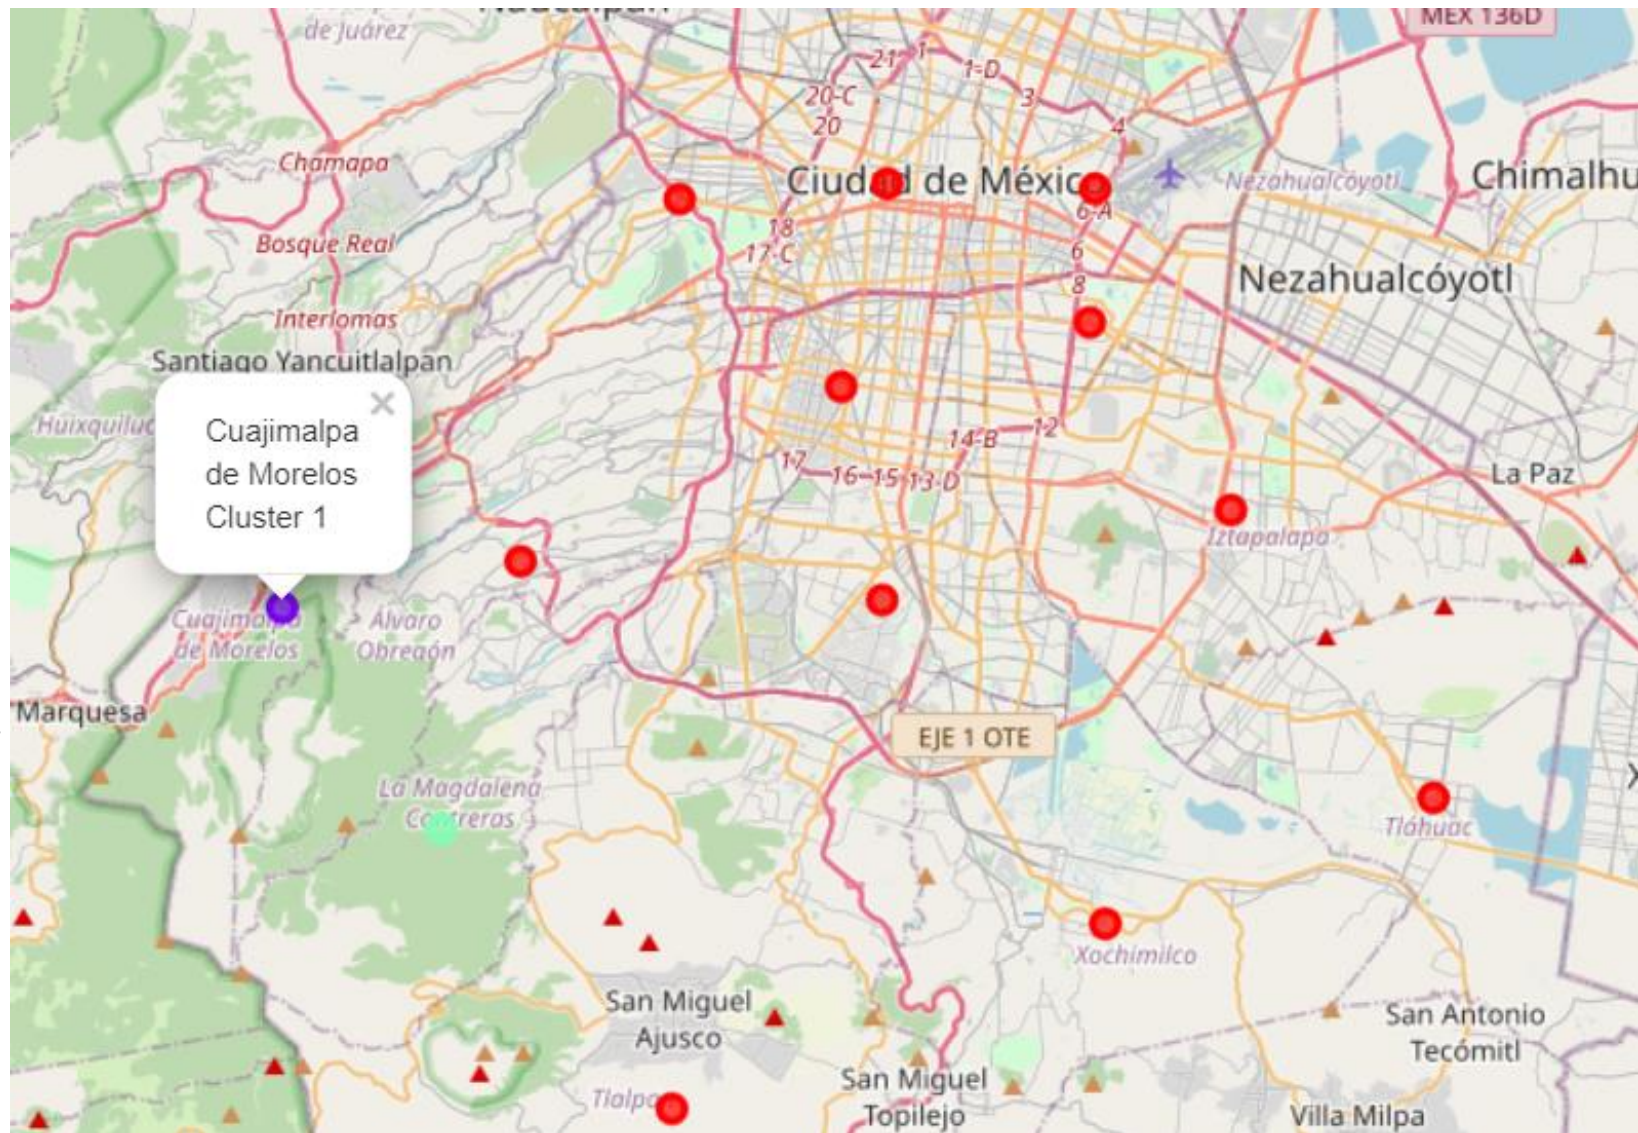 Naucalpan
de Juárez
MEX 136D
21
1
1-D
20-C
3
20
4
Chamapa
Ciudad de México
Nezahualcóyotl
Chimalhu
6-A
18
17-C
6
8
Bosque Real
Nezahualcóyotl
Interlomas
Santiago Yancuitlalpan
Huixquiluc
Cuajimalpa
de Morelos
Cluster 1
12
14-B
17
16
15
13-D
La Paz
Iztapalapa
Cuajimalpa
de Morelos
Álvaro
Obregón
Marquesa
EJE 1 OTE
La Magdalena
Contreras
Tláhuac
X
Xochimilco
San Miguel
Ajusco
San Antonio
Tecómitl
Tlalpa
San Miguel
Topilejo
Villa Milpa